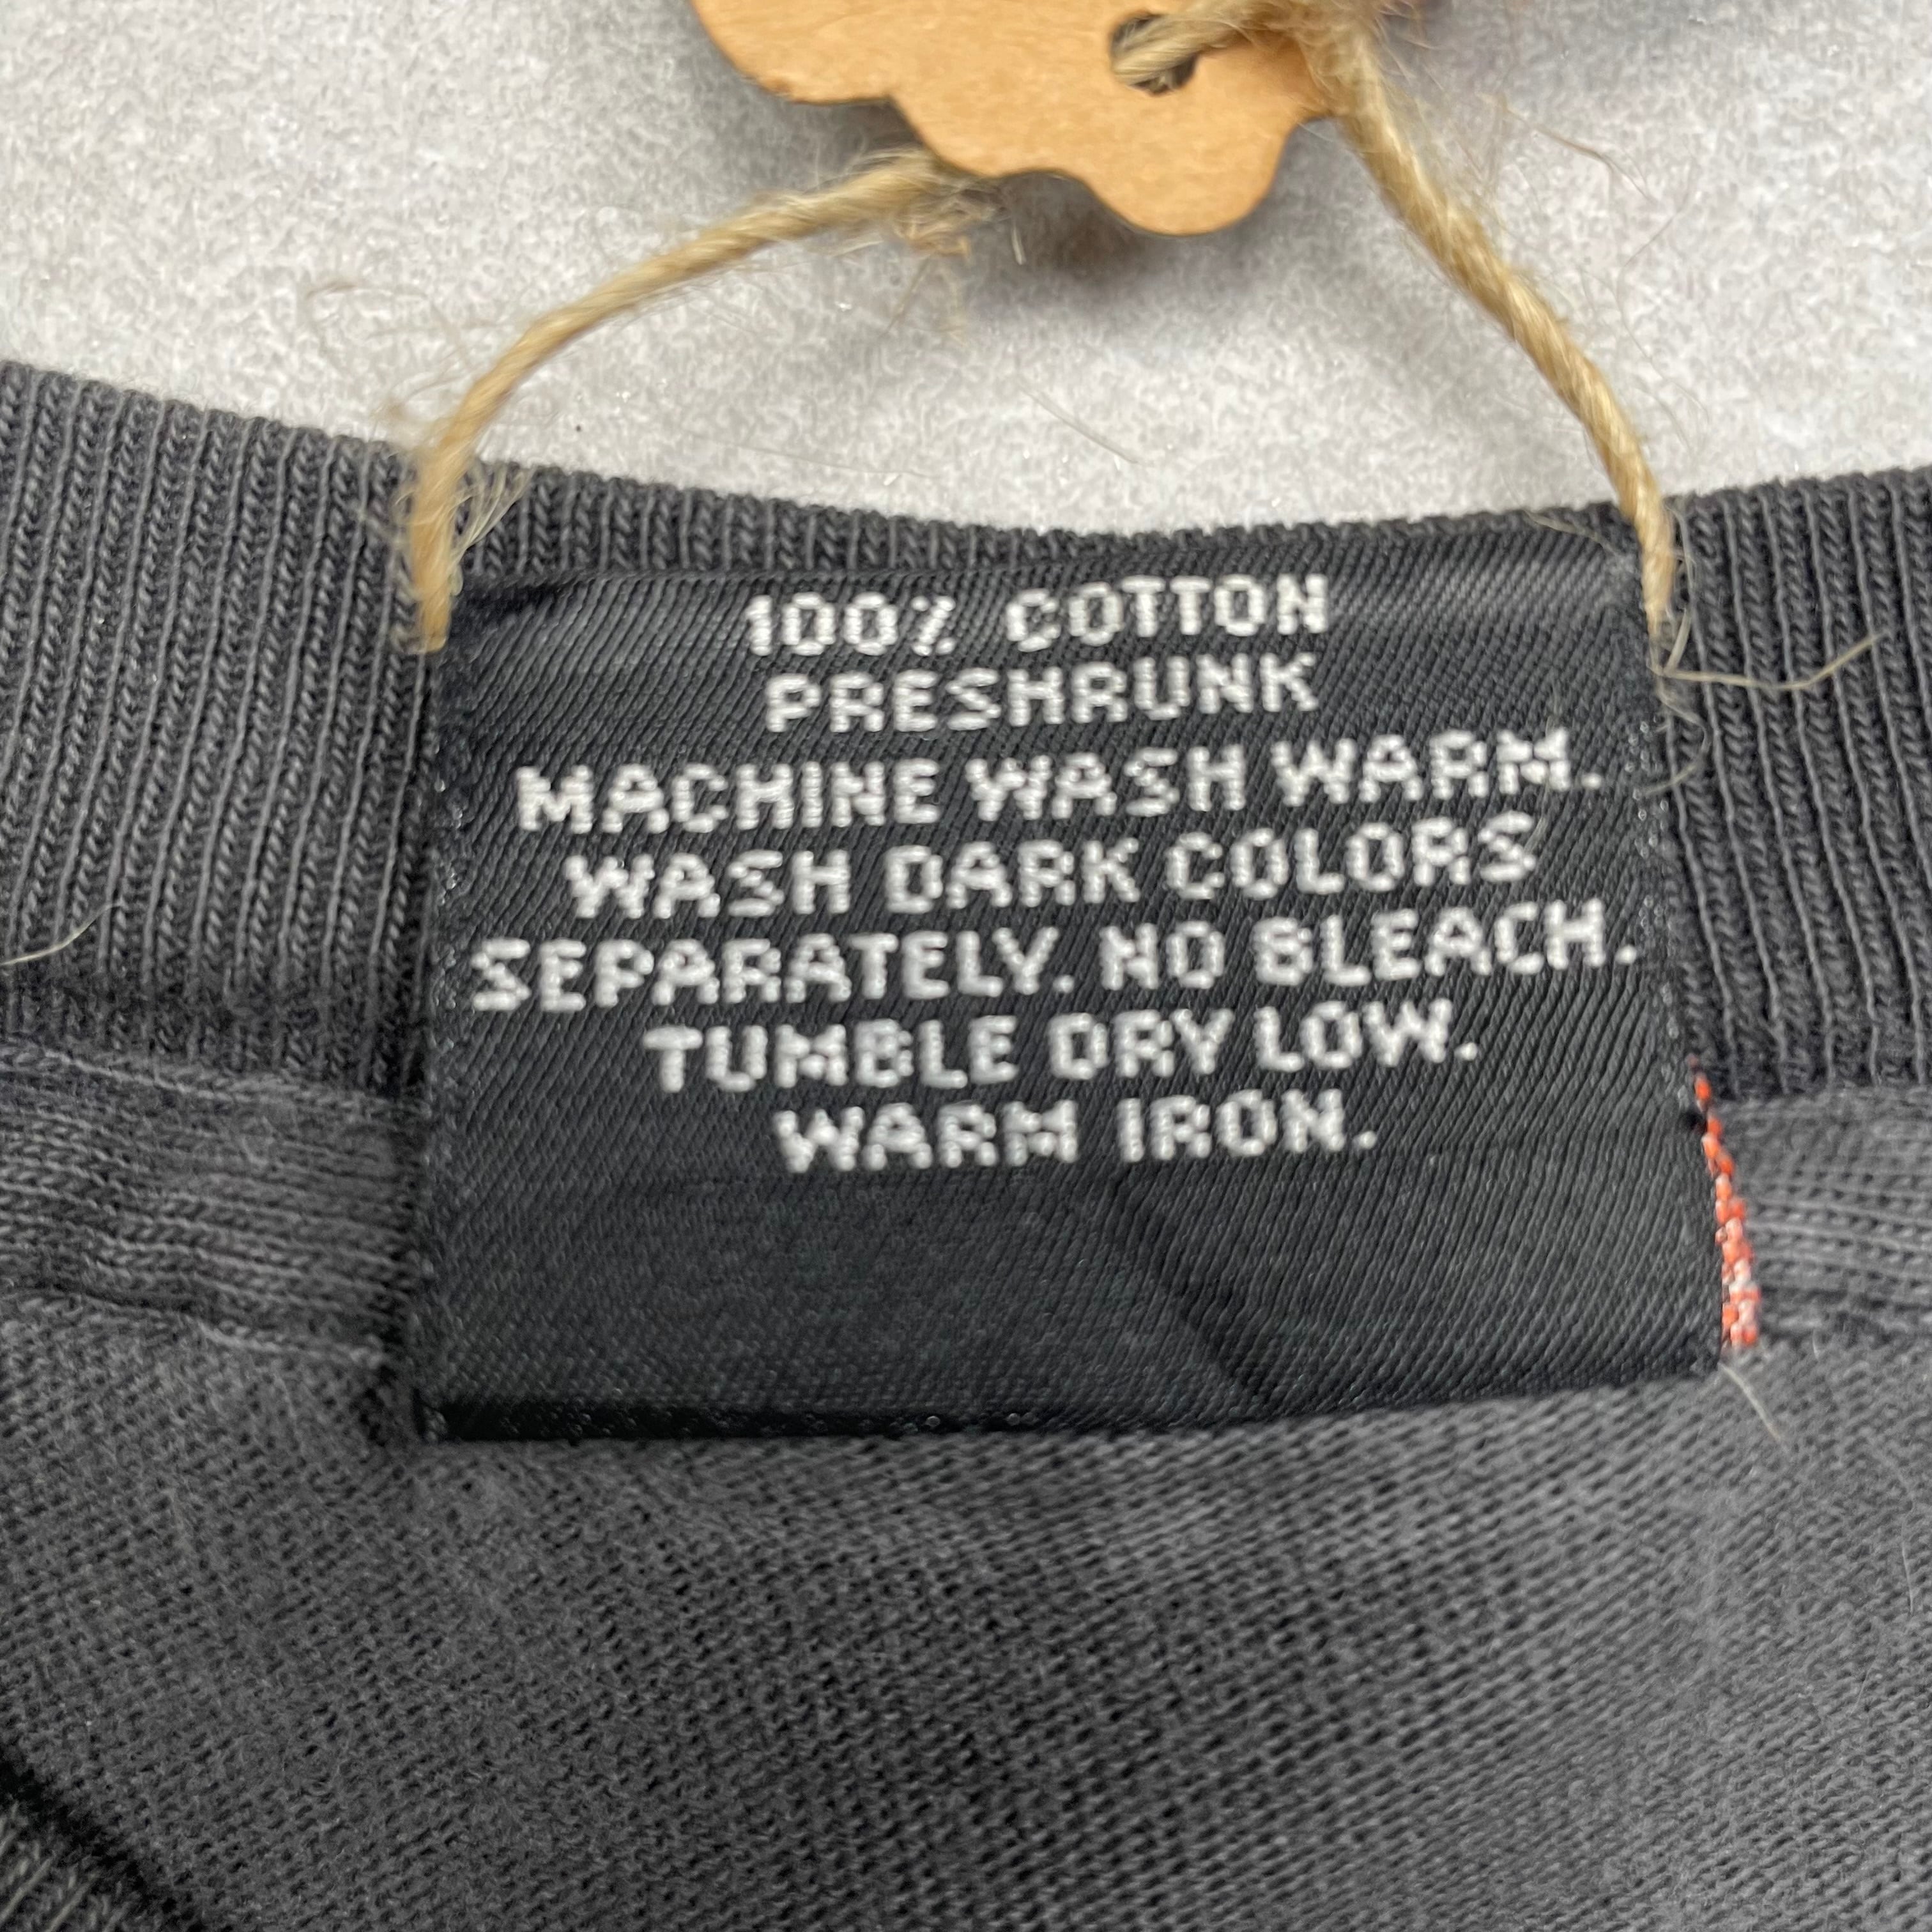 100% COTTON
PRESHRUNK
MACHINE WASH WARM.
WASH DARK COLORS
SEPARATELY. NO BLEACH.
TUMBLE DRY LOW.
WARM IRON.